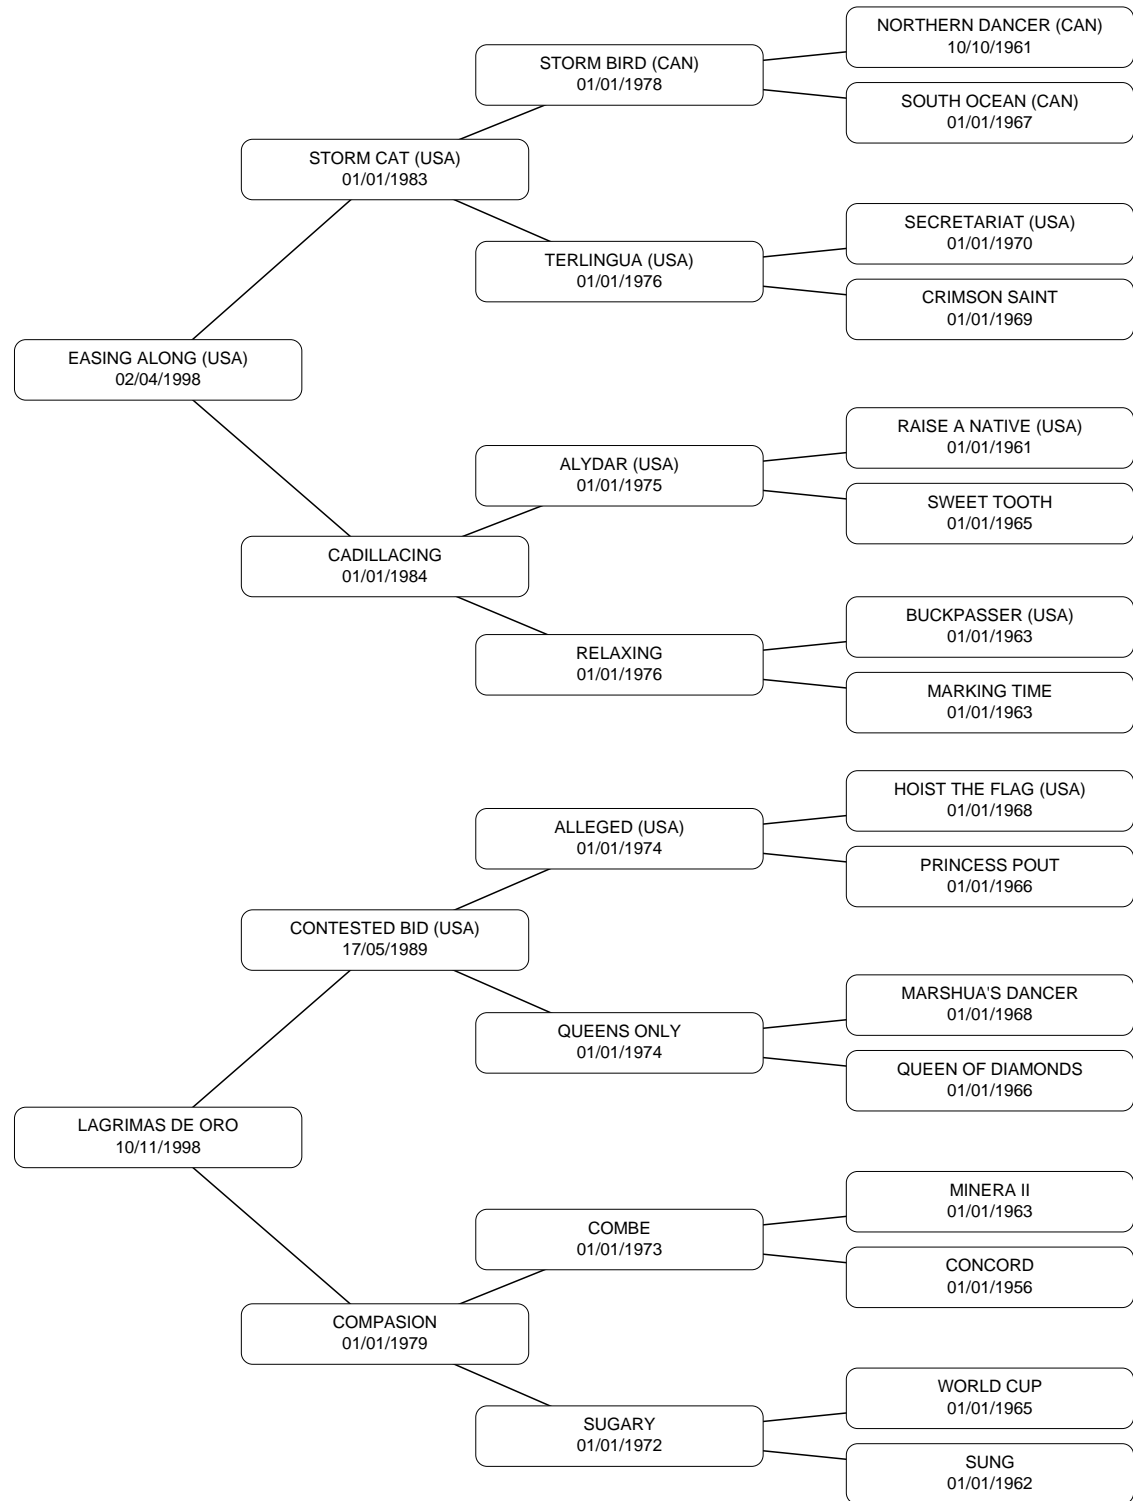 NORTHERN DANCER (CAN)
10/10/1961
STORM BIRD (CAN)
01/01/1978
SOUTH OCEAN (CAN)
01/01/1967
STORM CAT (USA)
01/01/1983
SECRETARIAT (USA)
01/01/1970
TERLINGUA (USA)
01/01/1976
CRIMSON SAINT
01/01/1969
EASING ALONG (USA)
02/04/1998
RAISE A NATIVE (USA)
01/01/1961
ALYDAR (USA)
01/01/1975
SWEET TOOTH
01/01/1965
CADILLACING
01/01/1984
BUCKPASSER (USA)
01/01/1963
RELAXING
01/01/1976
MARKING TIME
01/01/1963
HOIST THE FLAG (USA)
01/01/1968
ALLEGED (USA)
01/01/1974
PRINCESS POUT
01/01/1966
CONTESTED BID (USA)
17/05/1989
MARSHUA'S DANCER
01/01/1968
QUEENS ONLY
01/01/1974
QUEEN OF DIAMONDS
01/01/1966
LAGRIMAS DE ORO
10/11/1998
MINERA II
01/01/1963
COMBE
01/01/1973
CONCORD
01/01/1956
COMPASION
01/01/1979
WORLD CUP
01/01/1965
SUGARY
01/01/1972
SUNG
01/01/1962